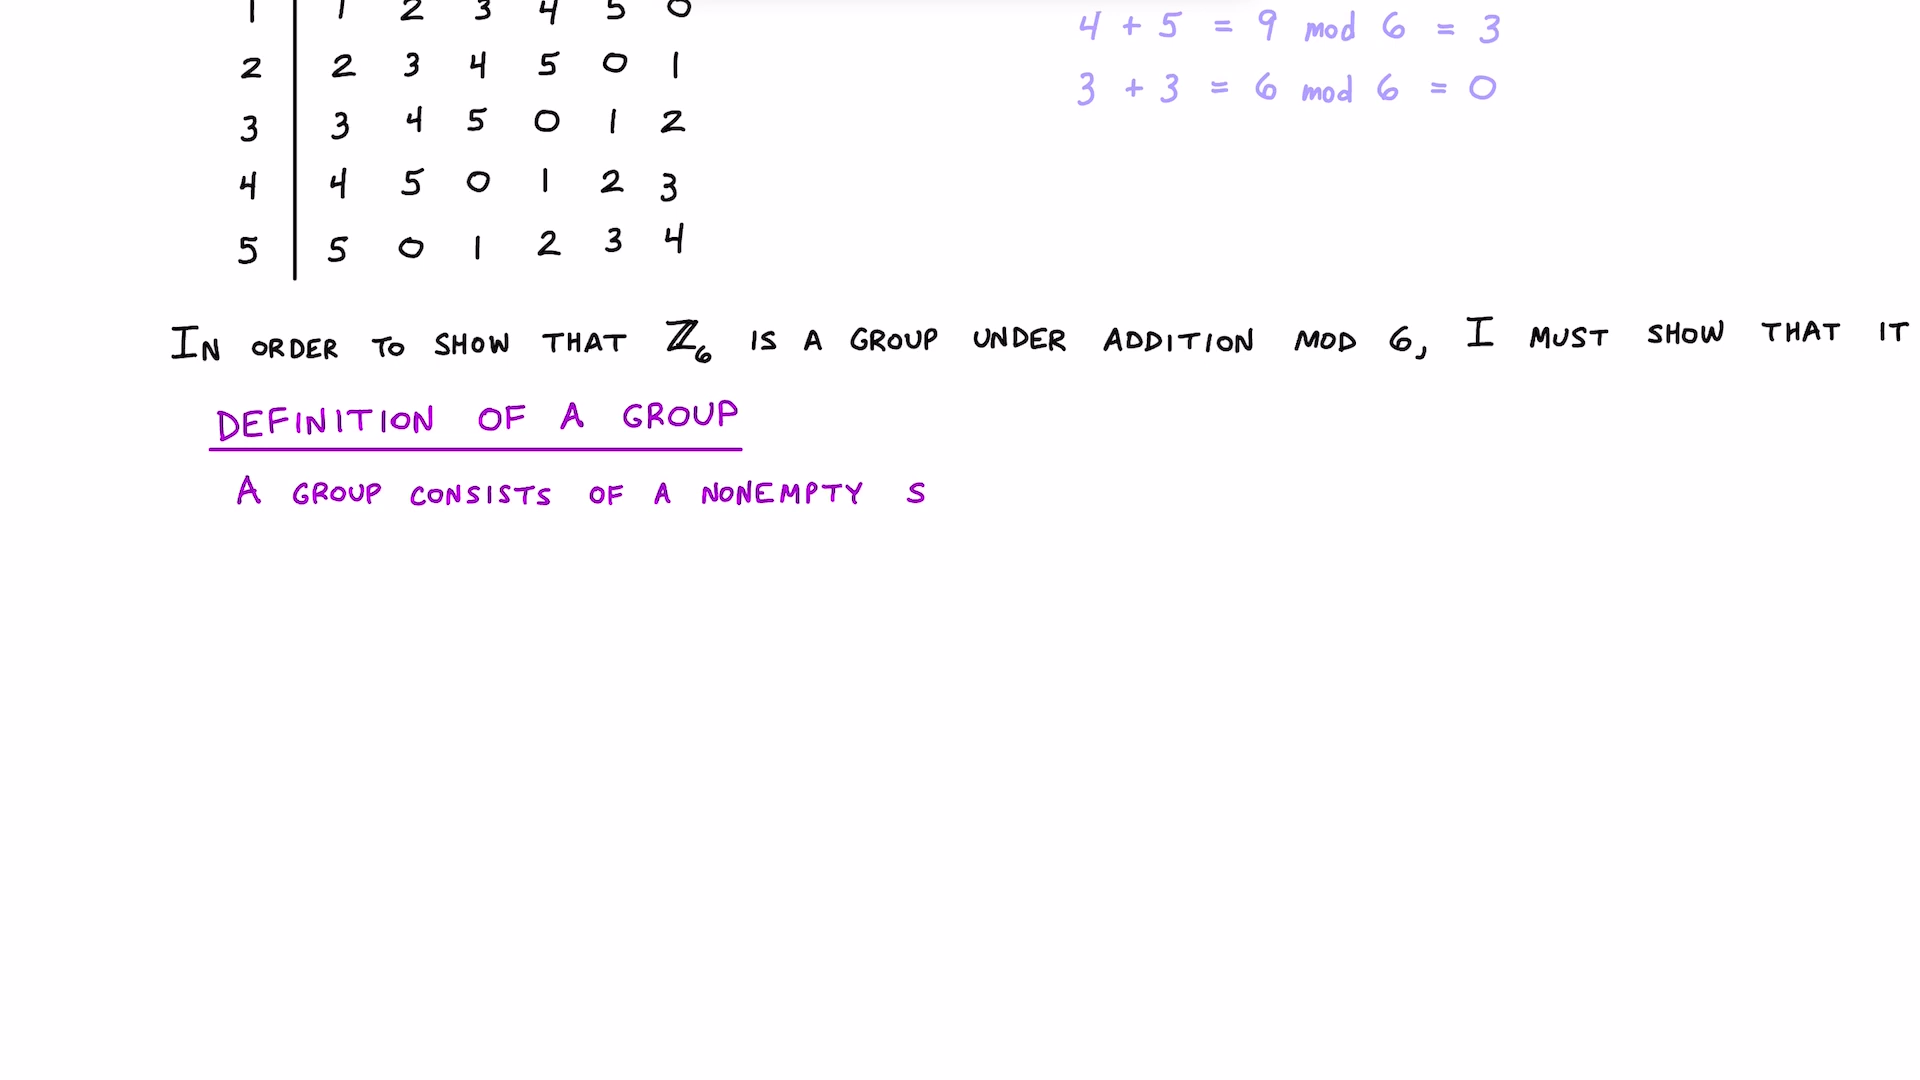 1 | 1 2 3 4 5 0
2 | 2 3 4 5 0 1
3 | 3 4 5 0 1 2
4 | 4 5 0 1 2 3
5 | 5 0 1 2 3 4
4 + 5 = 9 mod 6 = 3
3 + 3 = 6 mod 6 = 0
IN ORDER TO SHOW THAT ℤ₆ IS A GROUP UNDER ADDITION MOD 6, I MUST SHOW THAT IT
DEFINITION OF A GROUP
A GROUP CONSISTS OF A NONEMPTY S